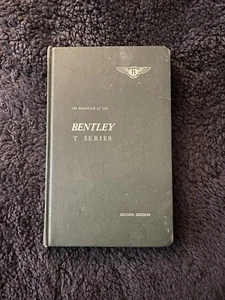 B
the handbook of the
BENTLEY
T SERIES
SECOND EDITION